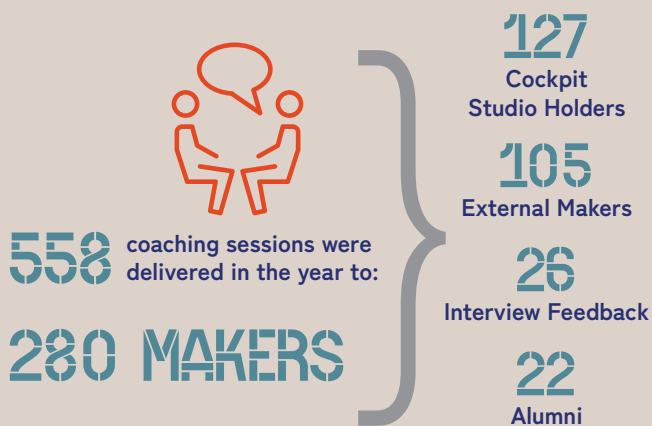 558 coaching sessions were
delivered in the year to:
280 MAKERS
127
Cockpit
Studio Holders
105
External Makers
26
Interview Feedback
22
Alumni